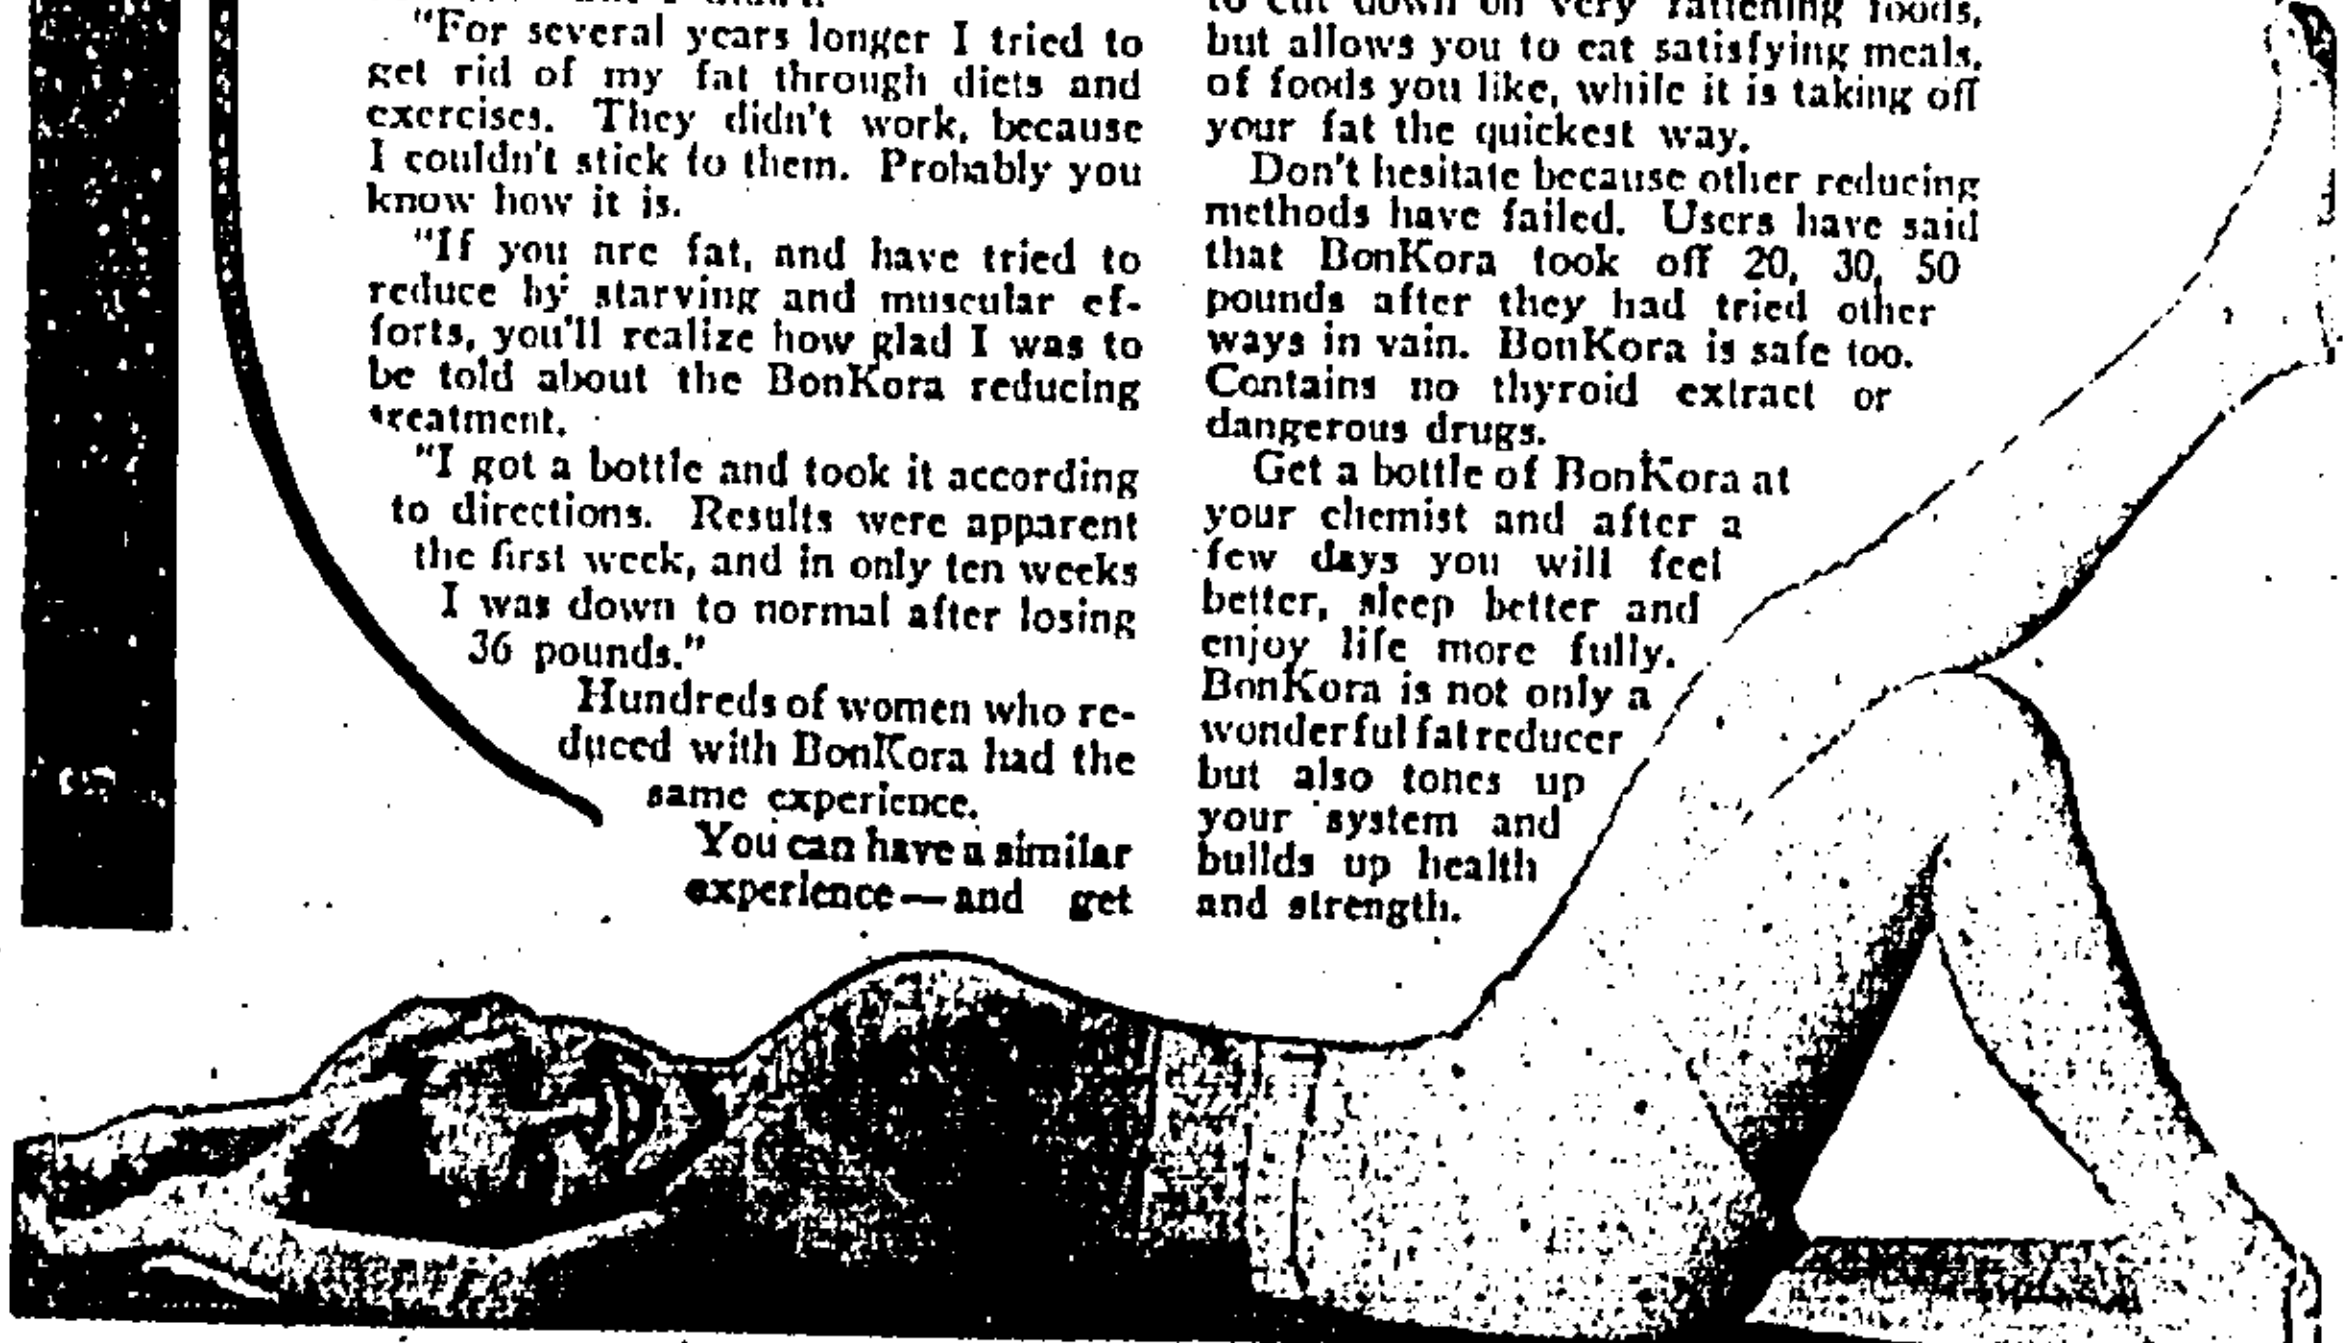 "For several years longer I tried to
get rid of my fat through diets and
exercises. They didn't work, because
I couldn't stick to them. Probably you
know how it is.
"If you are fat, and have tried to
reduce by starving and muscular ef-
forts, you'll realize how glad I was to
be told about the BonKora reducing
treatment.
"I got a bottle and took it according
to directions. Results were apparent
the first week, and in only ten weeks
I was down to normal after losing
36 pounds."
Hundreds of women who re-
duced with BonKora had the
same experience.
You can have a similar
experience—and get
to cut down on very fattening foods,
but allows you to eat satisfying meals,
of foods you like, while it is taking off
your fat the quickest way.
Don't hesitate because other reducing
methods have failed. Users have said
that BonKora took off 20, 30, 50
pounds after they had tried other
ways in vain. BonKora is safe too.
Contains no thyroid extract or
dangerous drugs.
Get a bottle of BonKora at
your chemist and after a
few days you will feel
better, sleep better and
enjoy life more fully.
BonKora is not only a
wonderful fat reducer
but also tones up
your system and
builds up health
and strength.